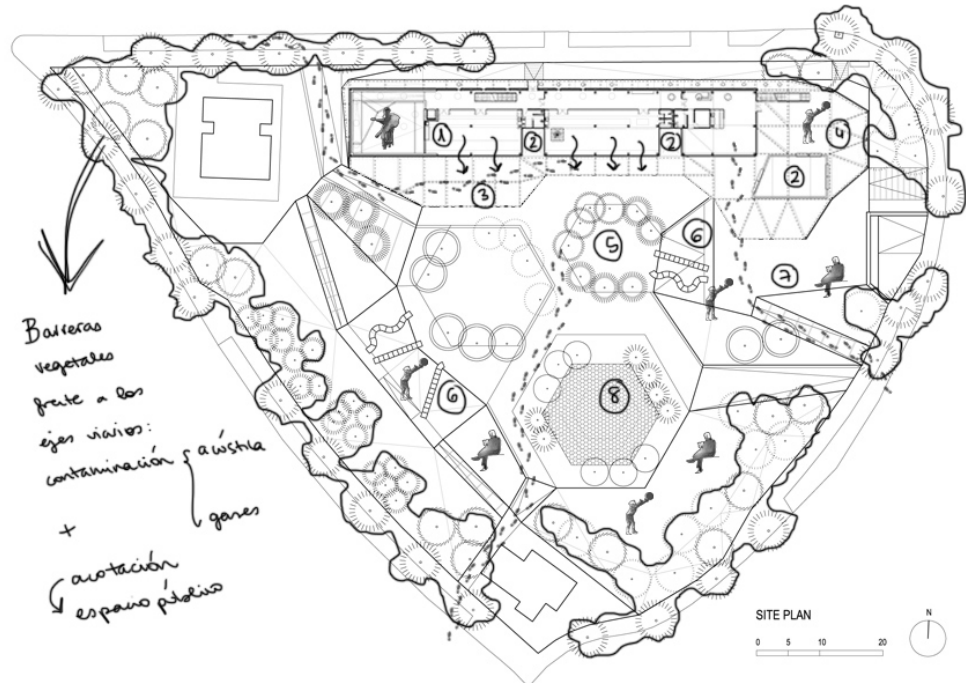 1
2
2
3
4
2
5
6
7
6
8
Barreras
vegetales
frente a los
ejes viarios:
contaminación { acústica
gases
+
acotación
espacio público
SITE PLAN
0 5 10 20
N